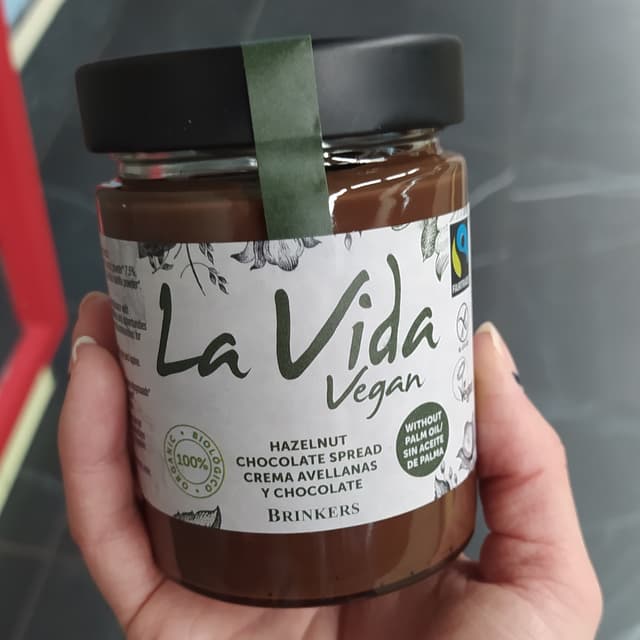 La Vida
Vegan
ORGANIC • BIOLÓGICO •
100%
HAZELNUT
CHOCOLATE SPREAD
CREMA AVELLANAS
Y CHOCOLATE
BRINKERS
WITHOUT
PALM OIL/
SIN ACEITE
DE PALMA